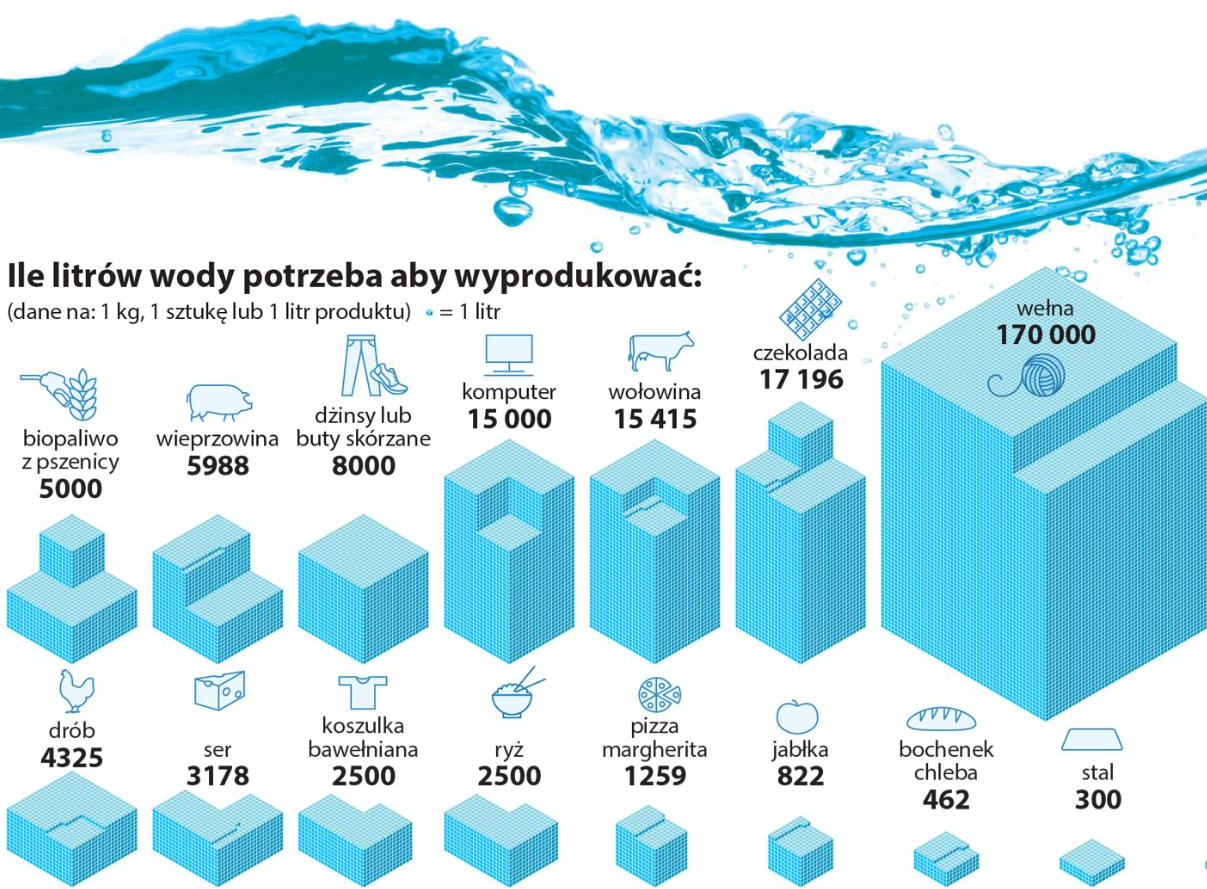 Ile litrów wody potrzeba aby wyprodukować:
(dane na: 1 kg, 1 sztukę lub 1 litr produktu) = 1 litr
biopaliwo
z pszenicy
5000
wieprzowina
5988
dżinsy lub
buty skórzane
8000
komputer
15 000
wołowina
15 415
czekolada
17 196
wełna
170 000
drób
4325
ser
3178
koszulka
bawełniana
2500
ryż
2500
pizza
margherita
1259
jabłka
822
bochenek
chleba
462
stal
300